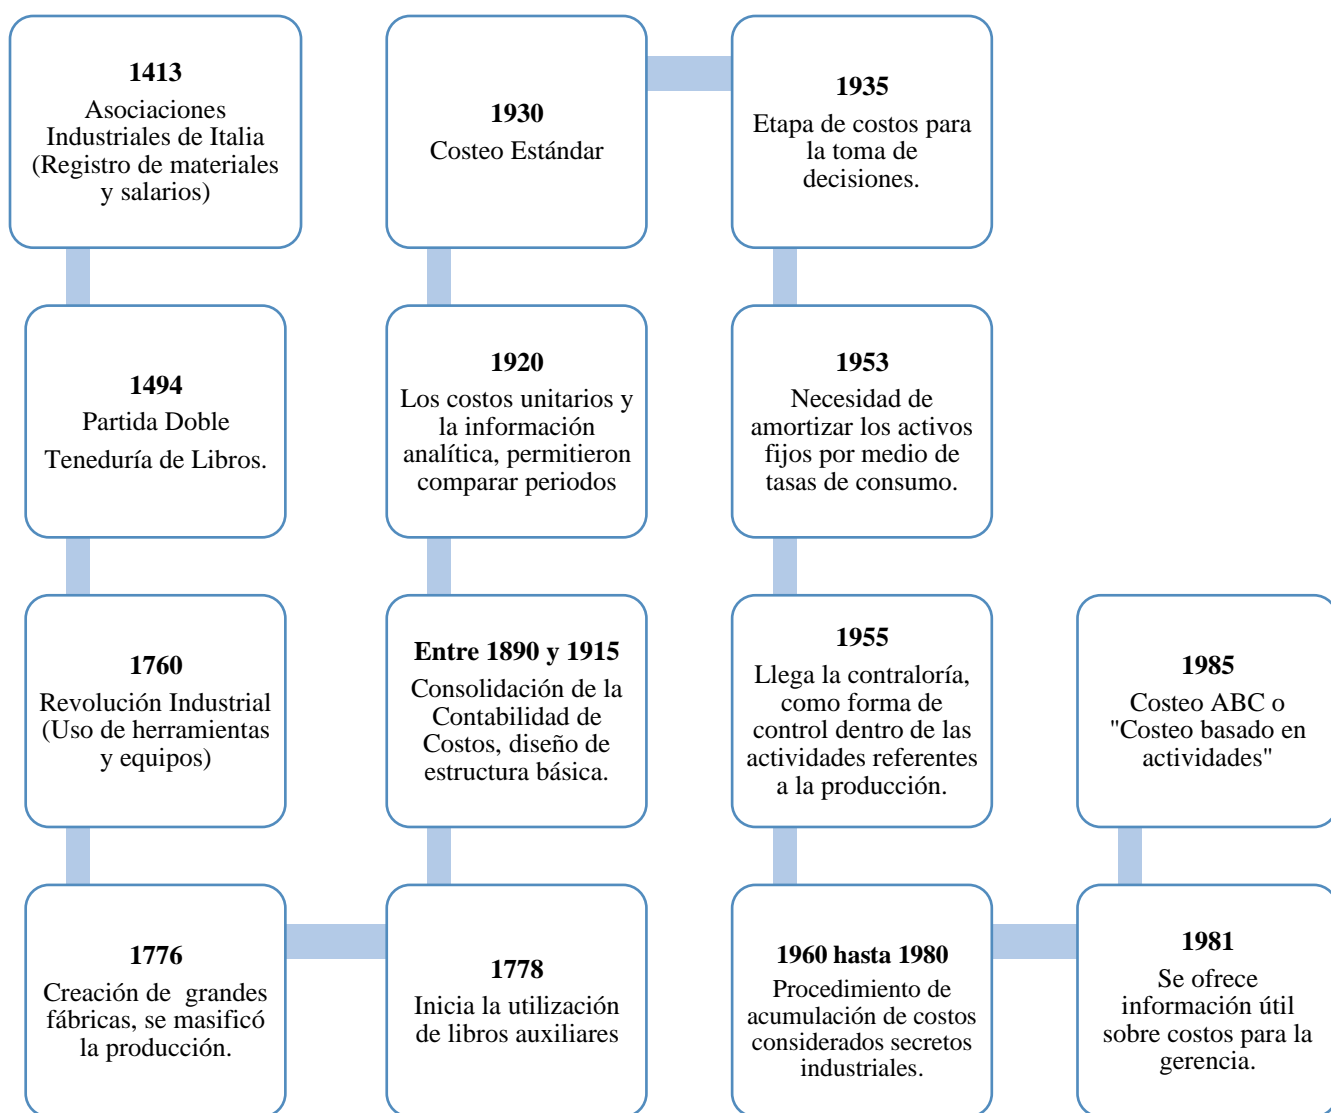 1413
Asociaciones
Industriales de Italia
(Registro de materiales
y salarios)
1494
Partida Doble
Teneduría de Libros.
1760
Revolución Industrial
(Uso de herramientas
y equipos)
1776
Creación de grandes
fábricas, se masificó
la producción.
1778
Inicia la utilización
de libros auxiliares
Entre 1890 y 1915
Consolidación de la
Contabilidad de
Costos, diseño de
estructura básica.
1920
Los costos unitarios y
la información
analítica, permitieron
comparar periodos
1930
Costeo Estándar
1935
Etapa de costos para
la toma de
decisiones.
1953
Necesidad de
amortizar los activos
fijos por medio de
tasas de consumo.
1955
Llega la contraloría,
como forma de
control dentro de las
actividades referentes
a la producción.
1960 hasta 1980
Procedimiento de
acumulación de costos
considerados secretos
industriales.
1981
Se ofrece
información útil
sobre costos para la
gerencia.
1985
Costeo ABC o
"Costeo basado en
actividades"